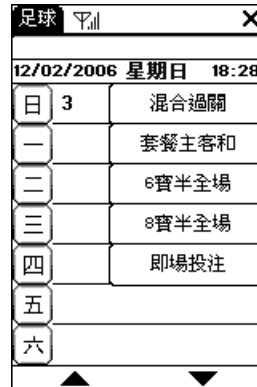 足球
12/02/2006 星期日 18:28
日 3 混合過關
一 套餐主客和
二 6寶半全場
三 8寶半全場
四 即場投注
五
六